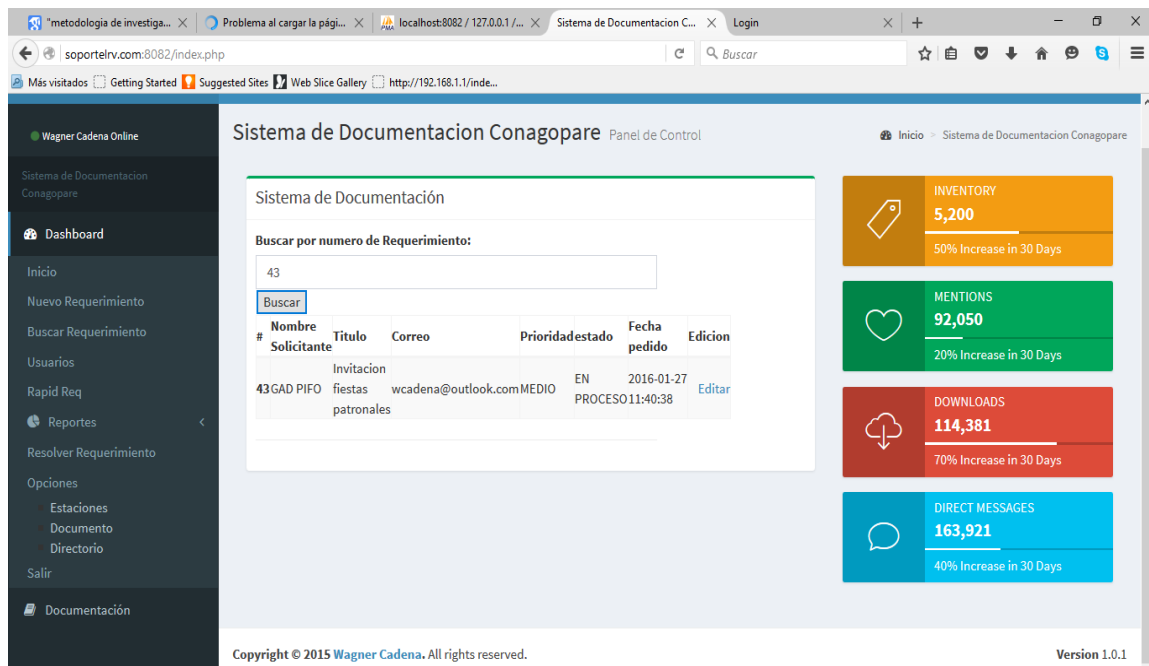 "metodologia de investiga...
Problema al cargar la pági...
localhost:8082 / 127.0.0.1 /...
Sistema de Documentacion C...
Login
soportelrv.com:8082/index.php
Buscar
Más visitados
Getting Started
Suggested Sites
Web Slice Gallery
http://192.168.1.1/inde...
Wagner Cadena Online
Sistema de Documentacion
Conagopare
Dashboard
Inicio
Nuevo Requerimiento
Buscar Requerimiento
Usuarios
Rapid Req
Reportes
Resolver Requerimiento
Opciones
Estaciones
Documento
Directorio
Salir
Documentación
Sistema de Documentacion Conagopare Panel de Control
Inicio > Sistema de Documentacion Conagopare
Sistema de Documentación
Buscar por numero de Requerimiento:
43
Buscar
# Nombre Solicitante Titulo Correo Prioridad estado Fecha pedido Edicion
43 GAD PIFO Invitacion fiestas patronales wcadena@outlook.com MEDIO EN PROCESO 2016-01-27 11:40:38 Editar
INVENTORY
5,200
50% Increase in 30 Days
MENTIONS
92,050
20% Increase in 30 Days
DOWNLOADS
114,381
70% Increase in 30 Days
DIRECT MESSAGES
163,921
40% Increase in 30 Days
Copyright © 2015 Wagner Cadena. All rights reserved.
Version 1.0.1